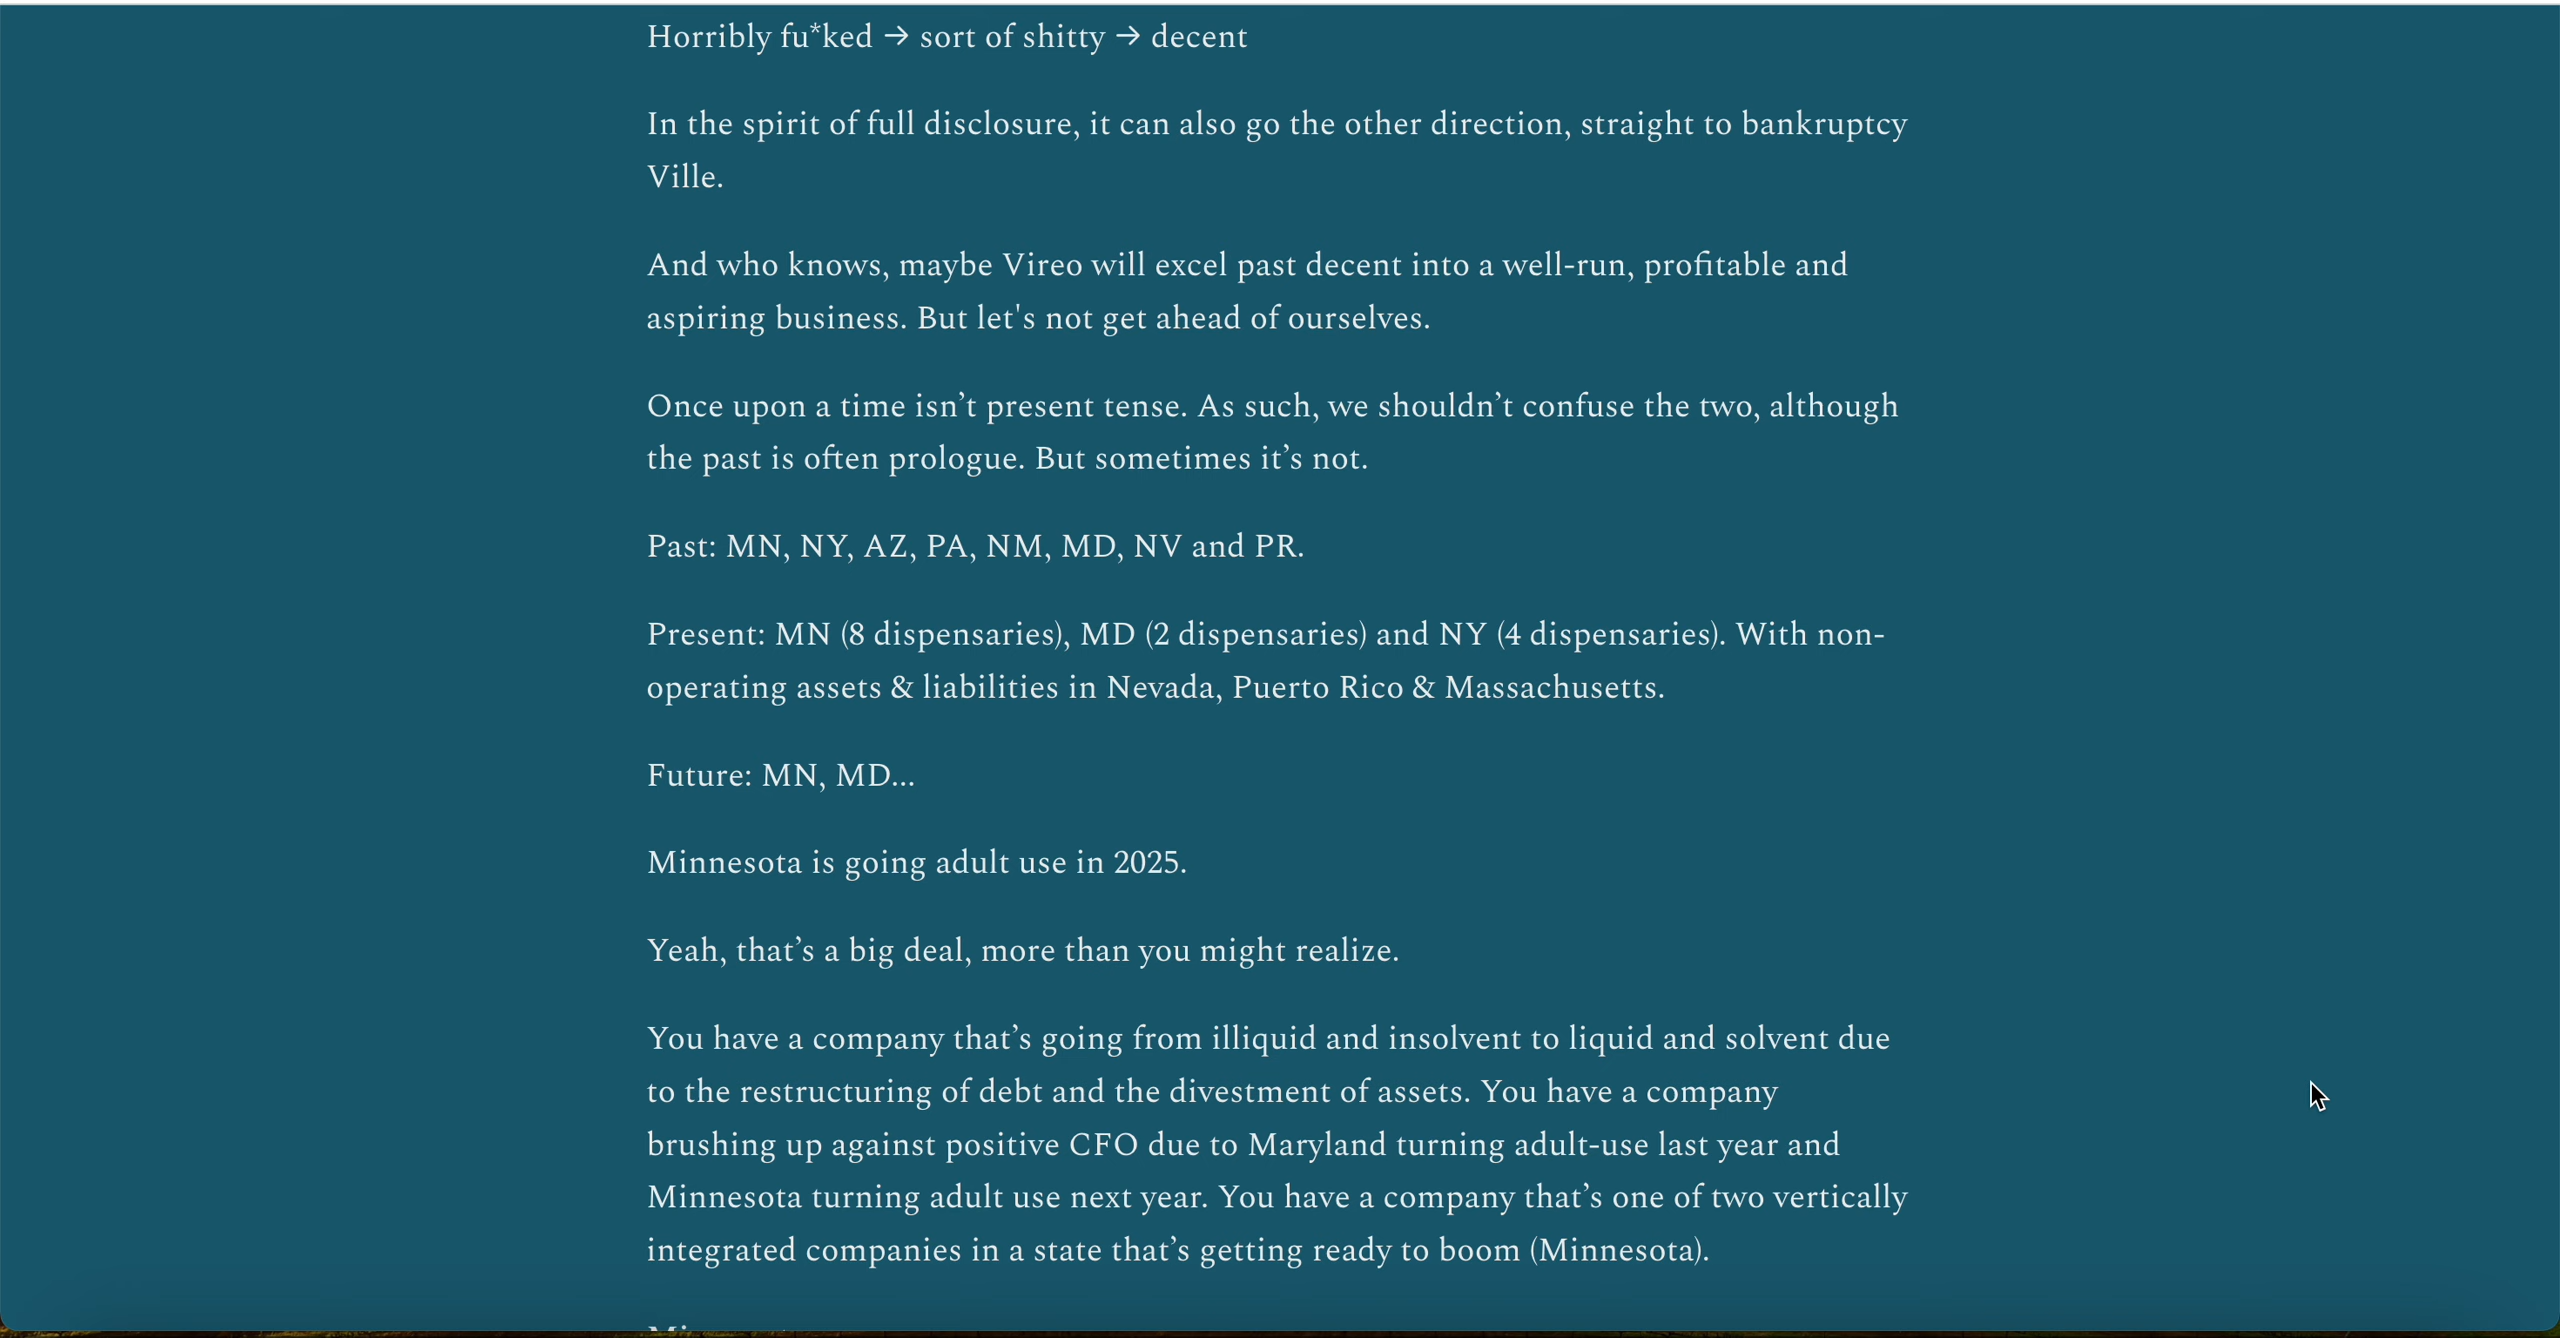 Horribly fu*ked → sort of shitty → decent
In the spirit of full disclosure, it can also go the other direction, straight to bankruptcy
Ville.
And who knows, maybe Vireo will excel past decent into a well-run, profitable and
aspiring business. But let's not get ahead of ourselves.
Once upon a time isn’t present tense. As such, we shouldn’t confuse the two, although
the past is often prologue. But sometimes it’s not.
Past: MN, NY, AZ, PA, NM, MD, NV and PR.
Present: MN (8 dispensaries), MD (2 dispensaries) and NY (4 dispensaries). With non-
operating assets & liabilities in Nevada, Puerto Rico & Massachusetts.
Future: MN, MD...
Minnesota is going adult use in 2025.
Yeah, that’s a big deal, more than you might realize.
You have a company that’s going from illiquid and insolvent to liquid and solvent due
to the restructuring of debt and the divestment of assets. You have a company
brushing up against positive CFO due to Maryland turning adult-use last year and
Minnesota turning adult use next year. You have a company that’s one of two vertically
integrated companies in a state that’s getting ready to boom (Minnesota).